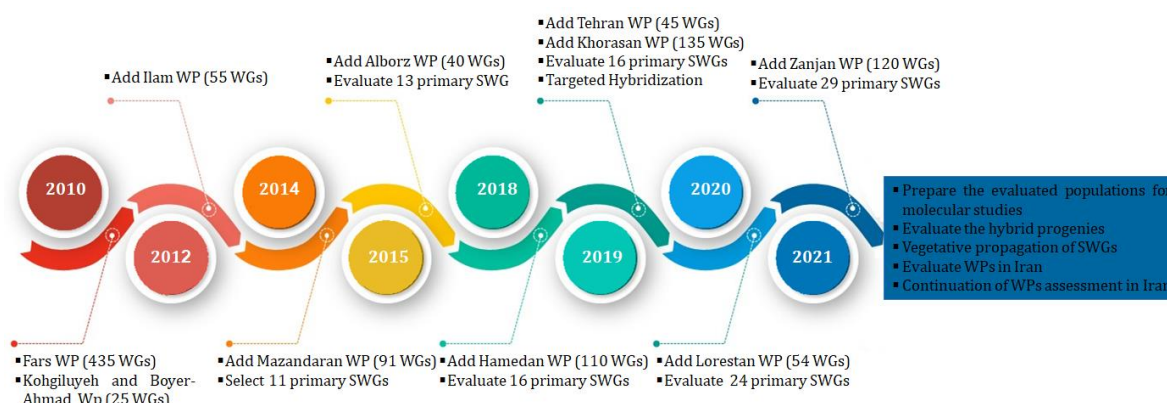 ▪Add Tehran WP (45 WGs)
▪Add Khorasan WP (135 WGs)
▪Evaluate 16 primary SWGs
▪Targeted Hybridization
▪Add Ilam WP (55 WGs)
▪Add Alborz WP (40 WGs)
▪Evaluate 13 primary SWG
▪Add Zanjan WP (120 WGs)
▪Evaluate 29 primary SWGs
2010
2012
2014
2015
2018
2019
2020
2021
▪ Prepare the evaluated populations for
molecular studies
▪ Evaluate the hybrid progenies
▪ Vegetative propagation of SWGs
▪ Evaluate WPs in Iran
▪ Continuation of WPs assessment in Iran
▪Fars WP (435 WGs)
▪Kohgiluyeh and Boyer-
Ahmad Wp (25 WGs)
▪Add Mazandaran WP (91 WGs)
▪Select 11 primary SWGs
▪Add Hamedan WP (110 WGs)
▪Evaluate 16 primary SWGs
▪Add Lorestan WP (54 WGs)
▪Evaluate 24 primary SWGs